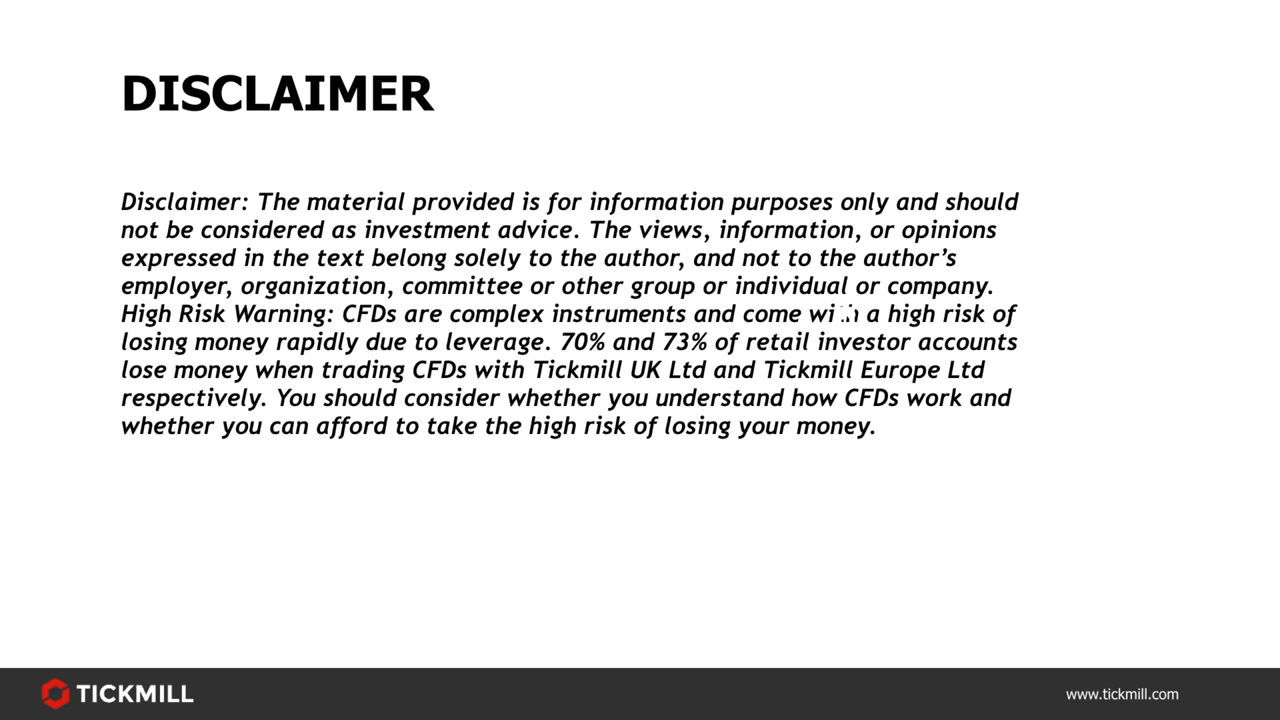 DISCLAIMER
Disclaimer: The material provided is for information purposes only and should
not be considered as investment advice. The views, information, or opinions
expressed in the text belong solely to the author, and not to the author’s
employer, organization, committee or other group or individual or company.
High Risk Warning: CFDs are complex instruments and come with a high risk of
losing money rapidly due to leverage. 70% and 73% of retail investor accounts
lose money when trading CFDs with Tickmill UK Ltd and Tickmill Europe Ltd
respectively. You should consider whether you understand how CFDs work and
whether you can afford to take the high risk of losing your money.
TICKMILL
www.tickmill.com